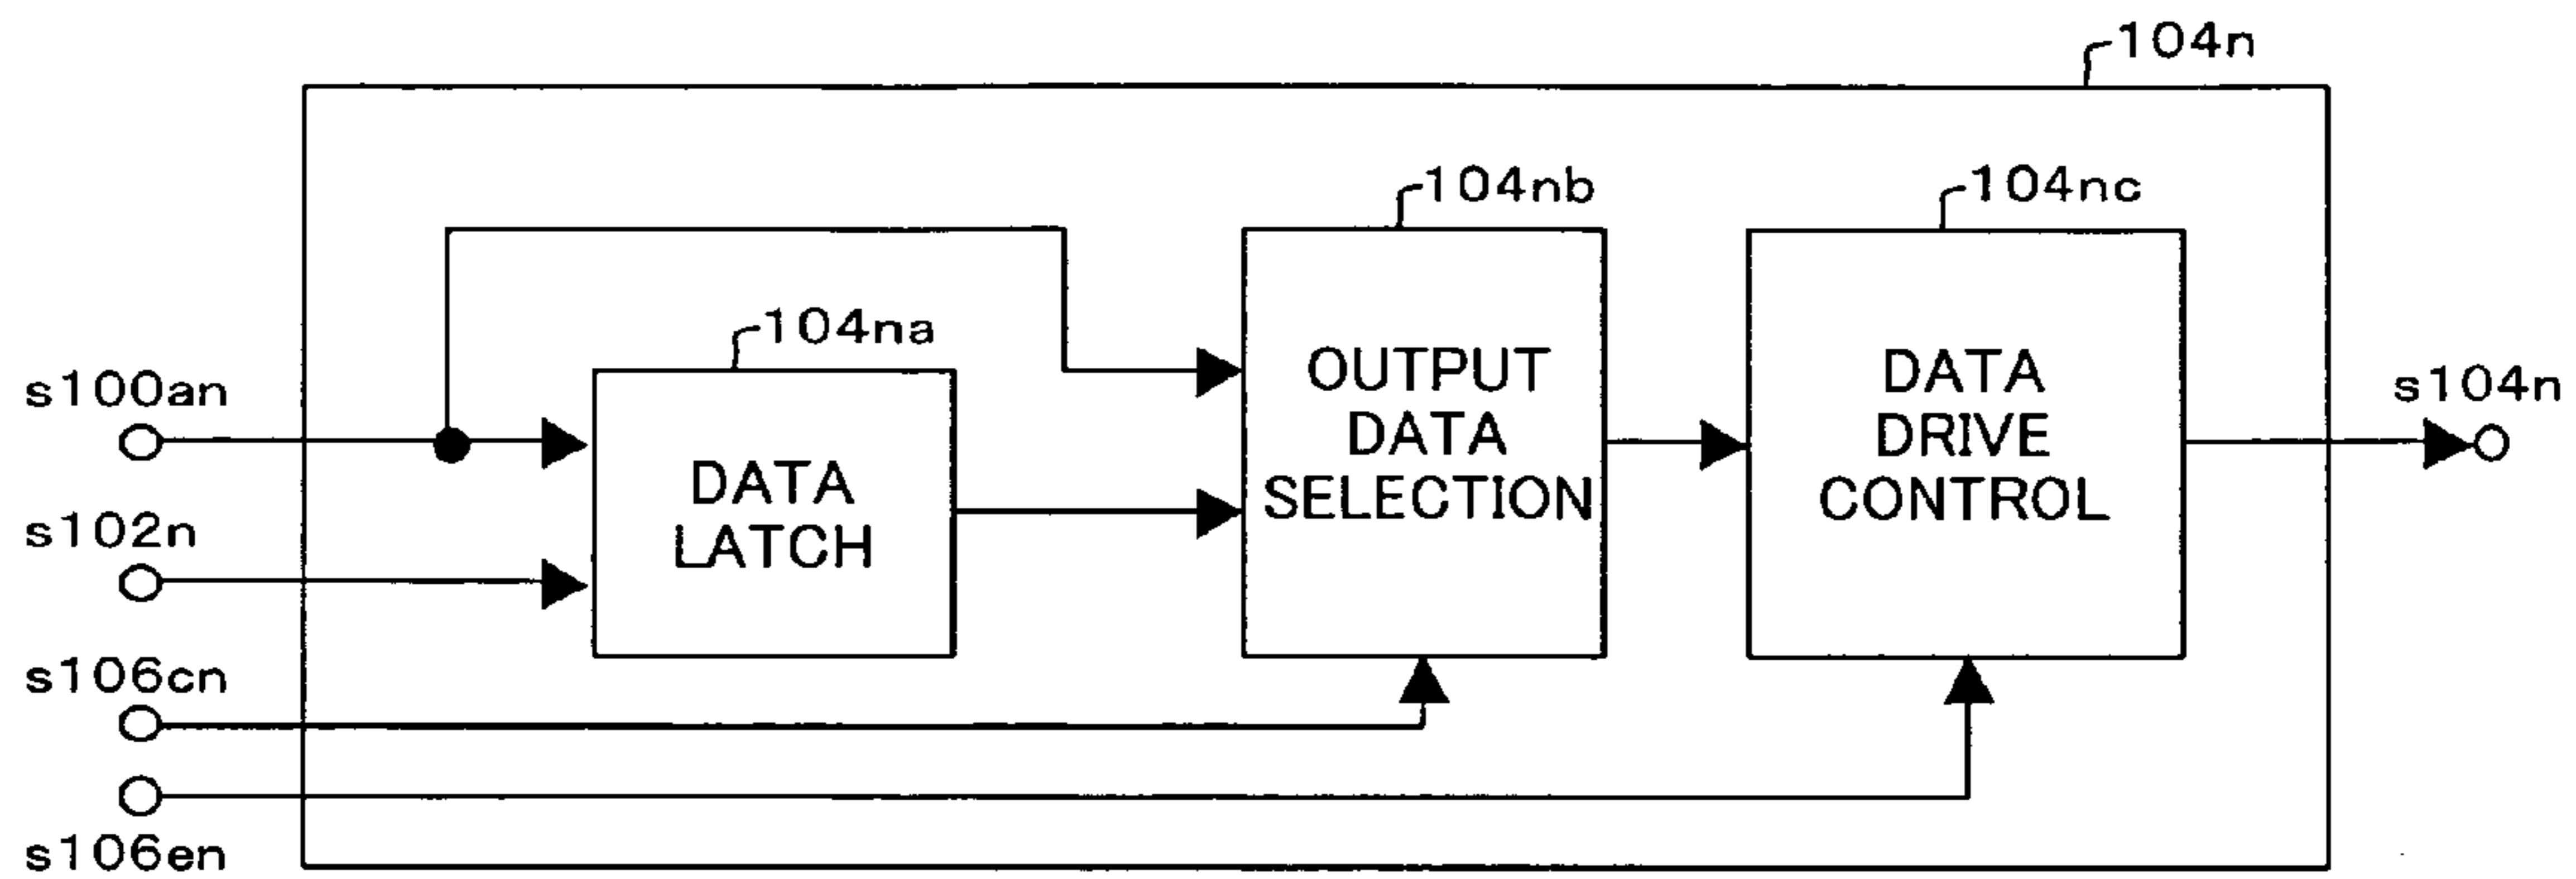 104n
104nb
104nc
104na
s100an
OUTPUT
DATA
SELECTION
DATA
DRIVE
CONTROL
s104n
DATA
LATCH
s102n
s106cn
s106en